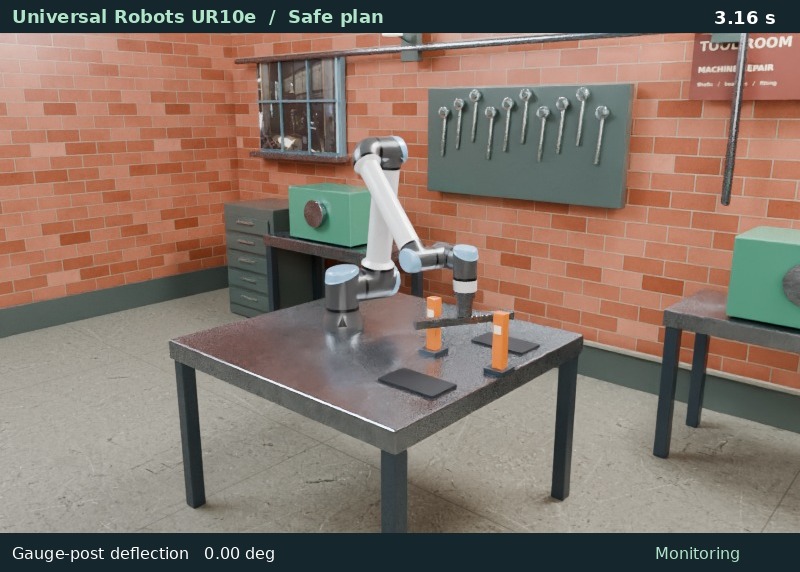 Universal Robots UR10e / Safe plan
3.16 s
TOOLROOM
MACHINE REPAIR
Gauge-post deflection 0.00 deg
Monitoring